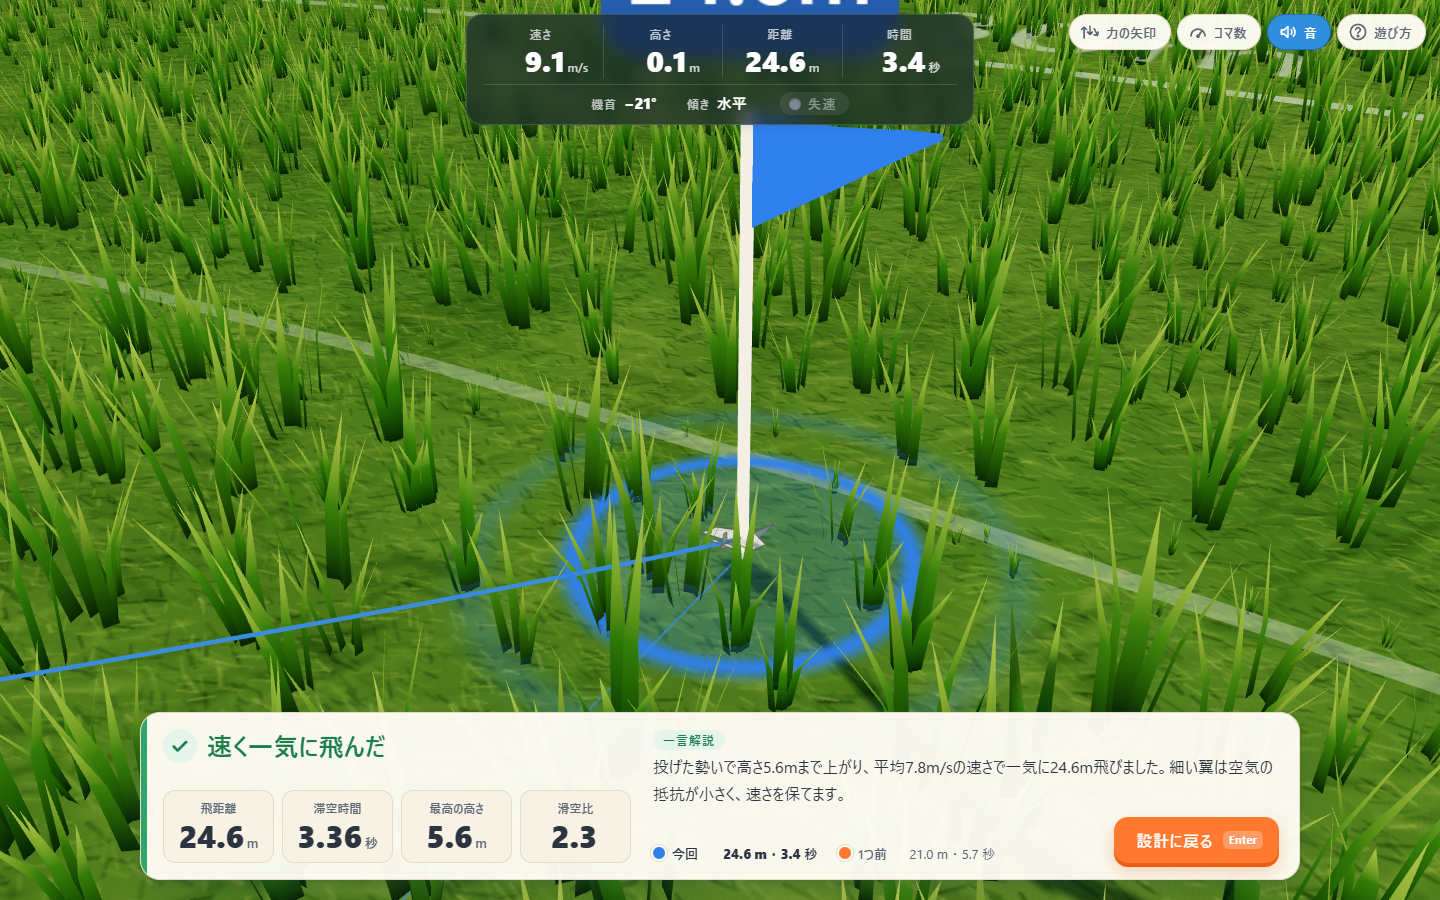 速さ 高さ 距離 時間
9.1 m/s 0.1 m 24.6 m 3.4 秒
機首 −21° 傾き 水平 失速
力の矢印 コマ数 音 遊び方
速く一気に飛んだ
飛距離 滞空時間 最高の高さ 滑空比
24.6 m 3.36 秒 5.6 m 2.3
一言解説
投げた勢いで高さ5.6mまで上がり、平均7.8m/sの速さで一気に24.6m飛びました。細い翼は空気の
抵抗が小さく、速さを保てます。
今回 24.6 m・3.4 秒 1つ前 21.0 m・5.7 秒
設計に戻る Enter